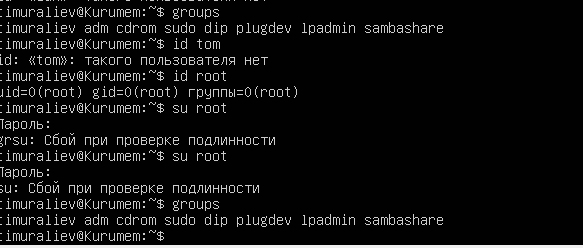 timuraliev@Kurumem:~$ groups
timuraliev adm cdrom sudo dip plugdev lpadmin sambashare
timuraliev@Kurumem:~$ id tom
id: «tom»: такого пользователя нет
timuraliev@Kurumem:~$ id root
uid=0(root) gid=0(root) группы=0(root)
timuraliev@Kurumem:~$ su root
Пароль:
grsu: Сбой при проверке подлинности
timuraliev@Kurumem:~$ su root
Пароль:
su: Сбой при проверке подлинности
timuraliev@Kurumem:~$ groups
timuraliev adm cdrom sudo dip plugdev lpadmin sambashare
timuraliev@Kurumem:~$